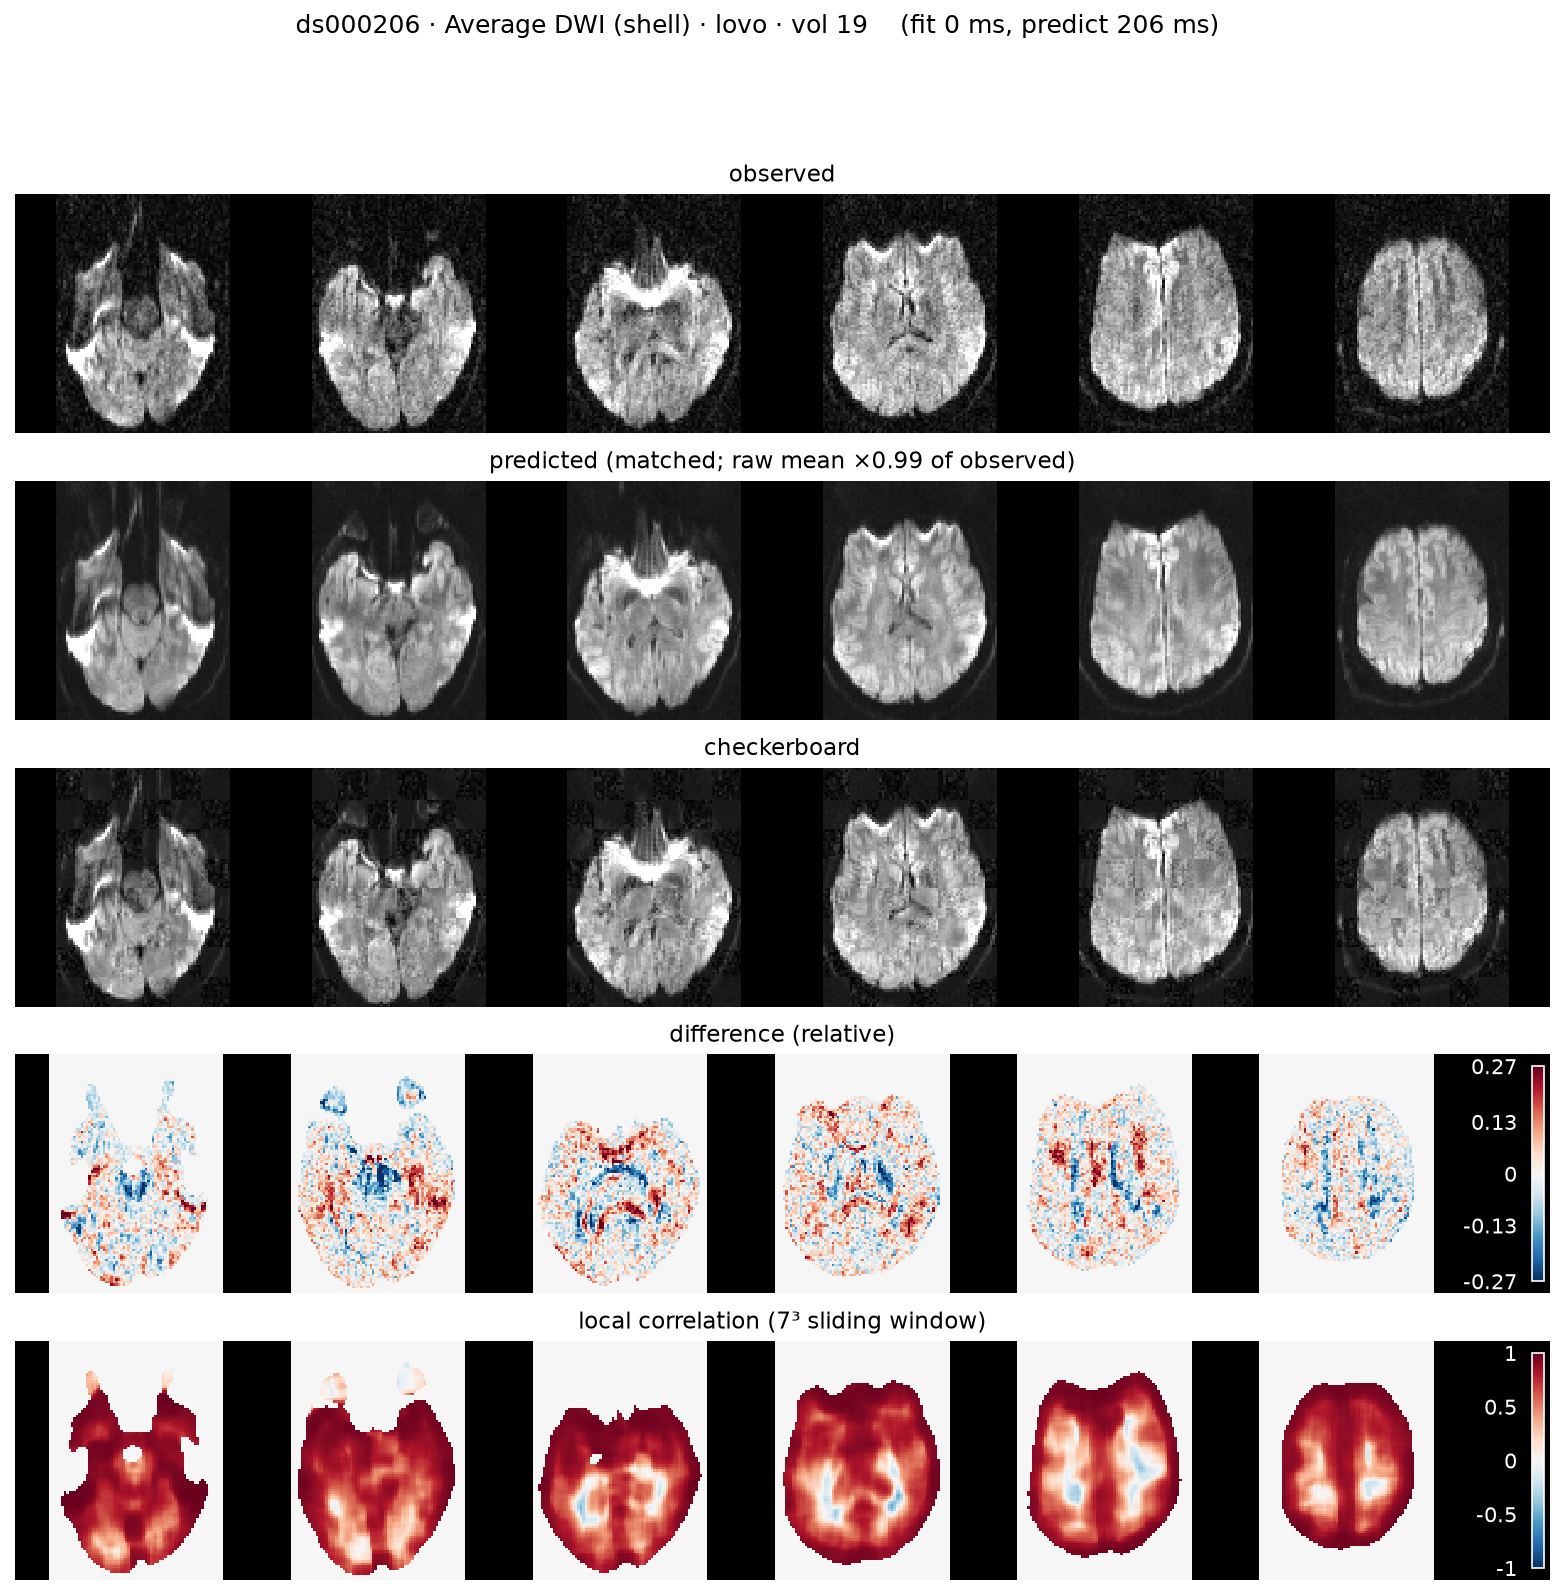 ds000206 · Average DWI (shell) · lovo · vol 19    (fit 0 ms, predict 206 ms)
observed
predicted (matched; raw mean ×0.99 of observed)
checkerboard
difference (relative)
0.27
0.13
0
-0.13
-0.27
local correlation (7³ sliding window)
1
0.5
0
-0.5
-1